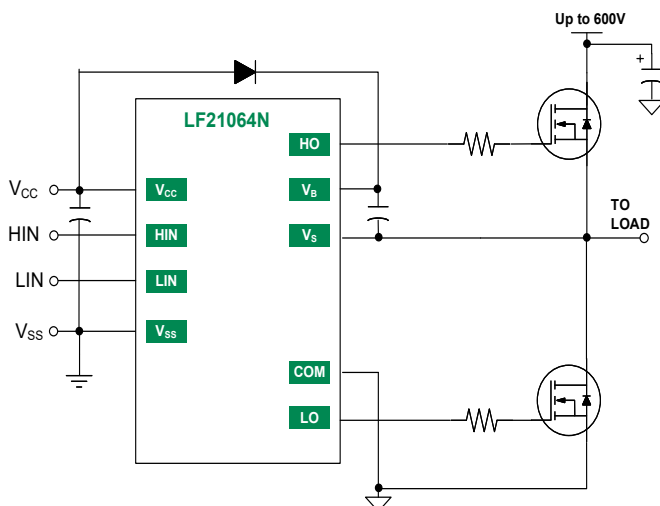 Up to 600V
+
LF21064N
HO
VCC
VCC
VB
TO
LOAD
HIN
HIN
VS
LIN
LIN
VSS
VSS
COM
LO